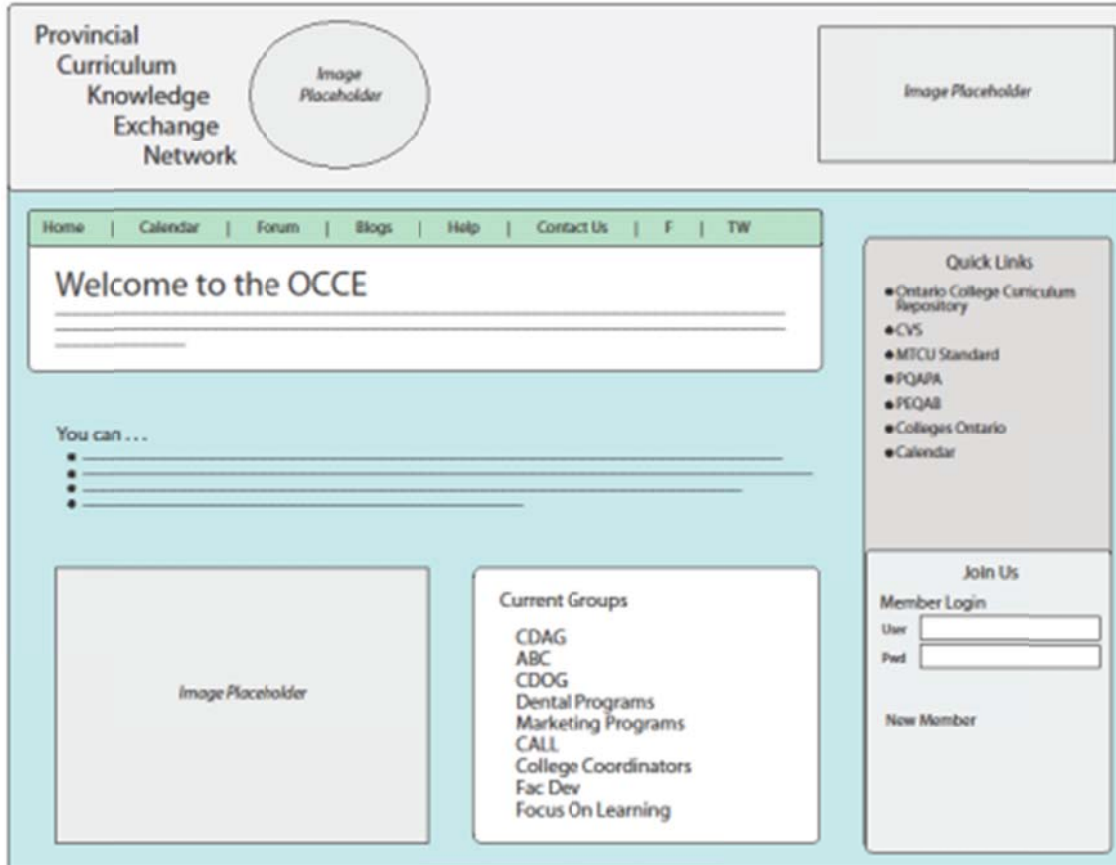 Provincial
Curriculum
Knowledge
Exchange
Network
Image
Placeholder
Image Placeholder
Home | Calendar | Forum | Blogs | Help | Contact Us | F | TW
Welcome to the OCCE
You can . . .
Image Placeholder
Current Groups
CDAG
ABC
CDOG
Dental Programs
Marketing Programs
CALL
College Coordinators
Fac Dev
Focus On Learning
Quick Links
• Ontario College Curriculum
Repository
• CVS
• MTCU Standard
• PQAPA
• PEQAB
• Colleges Ontario
• Calendar
Join Us
Member Login
User
Pwd
New Member